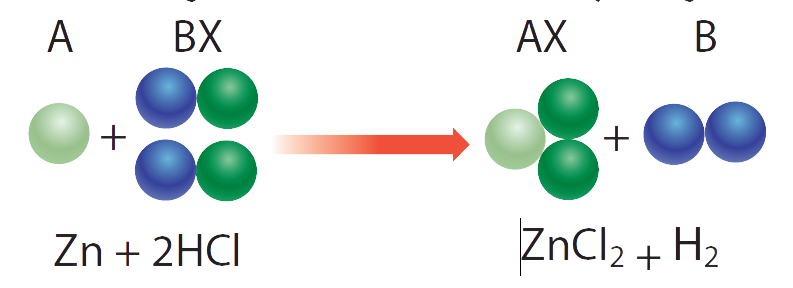 A BX AX B
+ +
Zn + 2HCl ZnCl₂ + H₂